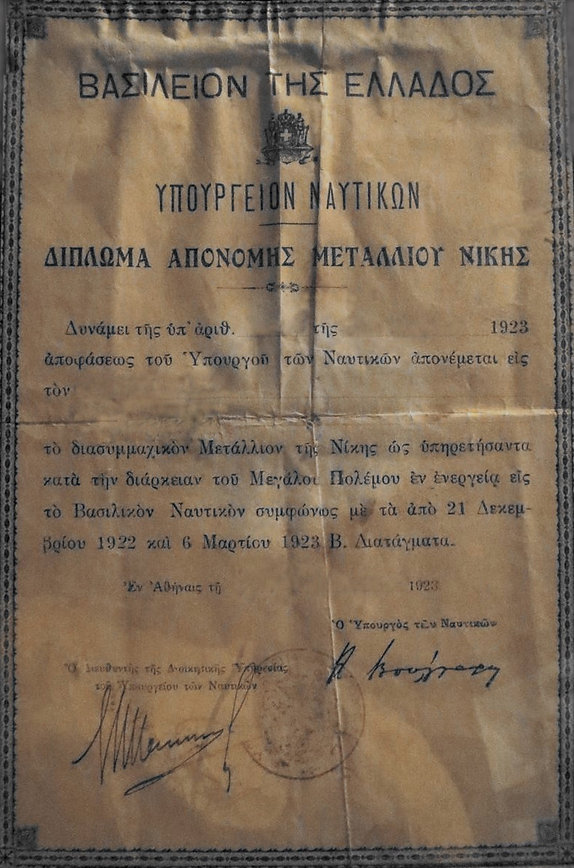 ΒΑΣΙΛΕΙΟΝ ΤΗΣ ΕΛΛΑΔΟΣ
ΥΠΟΥΡΓΕΙΟΝ ΝΑΥΤΙΚΩΝ
ΔΙΠΛΩΜΑ ΑΠΟΝΟΜΗΣ ΜΕΤΑΛΛΙΟΥ ΝΙΚΗΣ
Δυνάμει τῆς ὑπ' ἀριθ. τῆς 1923
ἀποφάσεως τοῦ Ὑπουργοῦ τῶν Ναυτικῶν ἀπονέμεται εἰς
τὸν
τὸ διασυμμαχικὸν Μετάλλιον τῆς Νίκης ὡς ὑπηρετήσαντα
κατὰ τὴν διάρκειαν τοῦ Μεγάλου Πολέμου ἐν ἐνεργείᾳ εἰς
τὸ Βασιλικὸν Ναυτικὸν συμφώνως μὲ τὰ ἀπὸ 21 Δεκεμ-
βρίου 1922 καὶ 6 Μαρτίου 1923 Β. Διατάγματα.
Ἐν Ἀθήναις τῇ 1923
Ὁ Ὑπουργὸς τῶν Ναυτικῶν
Ὁ Διευθυντὴς τῆς Διοικητικῆς Ὑπηρεσίας
τοῦ Ὑπουργείου τῶν Ναυτικῶν